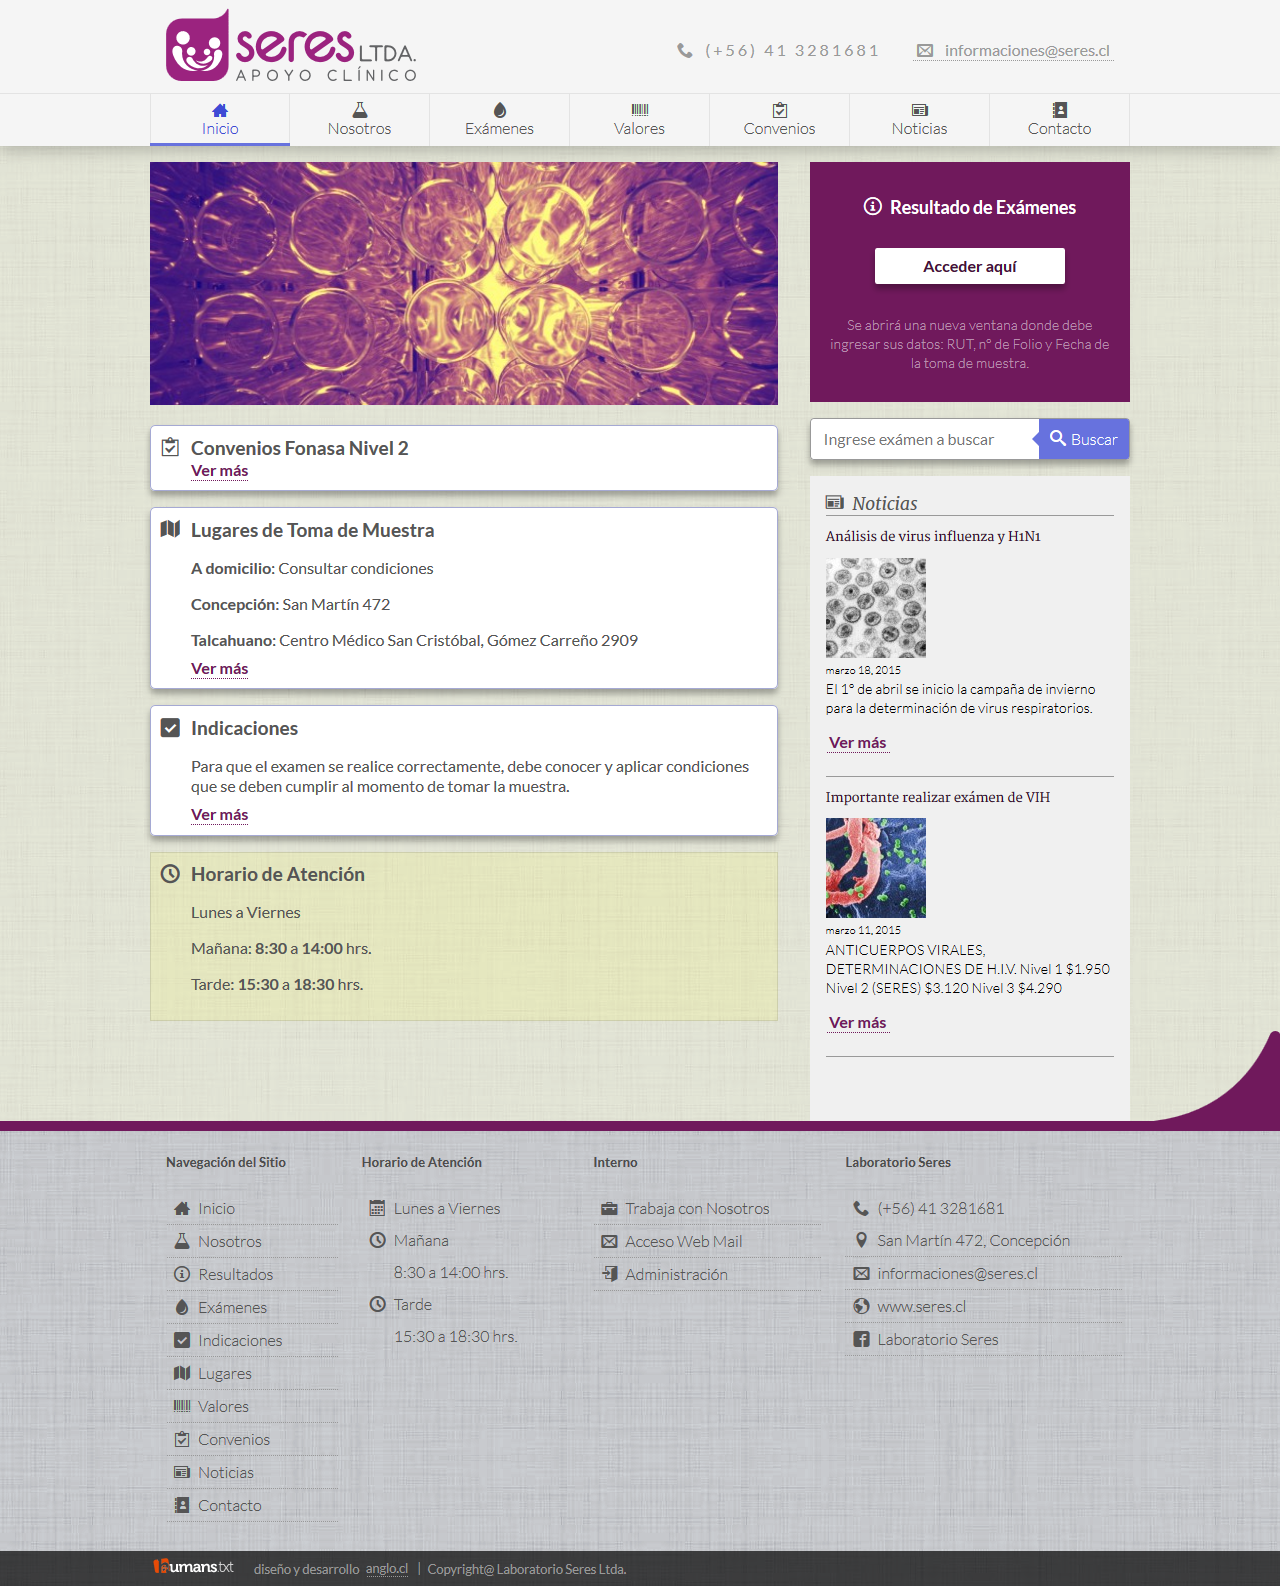 seres LTDA.
APOYO CLÍNICO
(+56) 41 3281681
informaciones@seres.cl
Inicio
Nosotros
Exámenes
Valores
Convenios
Noticias
Contacto
Resultado de Exámenes
Acceder aquí
Se abrirá una nueva ventana donde debe
ingresar sus datos: RUT, n° de Folio y Fecha de
la toma de muestra.
Ingrese exámen a buscar
Buscar
Convenios Fonasa Nivel 2
Ver más
Lugares de Toma de Muestra
A domicilio: Consultar condiciones
Concepción: San Martín 472
Talcahuano: Centro Médico San Cristóbal, Gómez Carreño 2909
Ver más
Indicaciones
Para que el examen se realice correctamente, debe conocer y aplicar condiciones
que se deben cumplir al momento de tomar la muestra.
Ver más
Horario de Atención
Lunes a Viernes
Mañana: 8:30 a 14:00 hrs.
Tarde: 15:30 a 18:30 hrs.
Noticias
Análisis de virus influenza y H1N1
marzo 18, 2015
El 1° de abril se inicio la campaña de invierno
para la determinación de virus respiratorios.
Ver más
Importante realizar exámen de VIH
marzo 11, 2015
ANTICUERPOS VIRALES,
DETERMINACIONES DE H.I.V. Nivel 1 $1.950
Nivel 2 (SERES) $3.120 Nivel 3 $4.290
Ver más
Navegación del Sitio
Inicio
Nosotros
Resultados
Exámenes
Indicaciones
Lugares
Valores
Convenios
Noticias
Contacto
Horario de Atención
Lunes a Viernes
Mañana
8:30 a 14:00 hrs.
Tarde
15:30 a 18:30 hrs.
Interno
Trabaja con Nosotros
Acceso Web Mail
Administración
Laboratorio Seres
(+56) 41 3281681
San Martín 472, Concepción
informaciones@seres.cl
www.seres.cl
Laboratorio Seres
humans.txt
diseño y desarrollo anglo.cl | Copyright@ Laboratorio Seres Ltda.